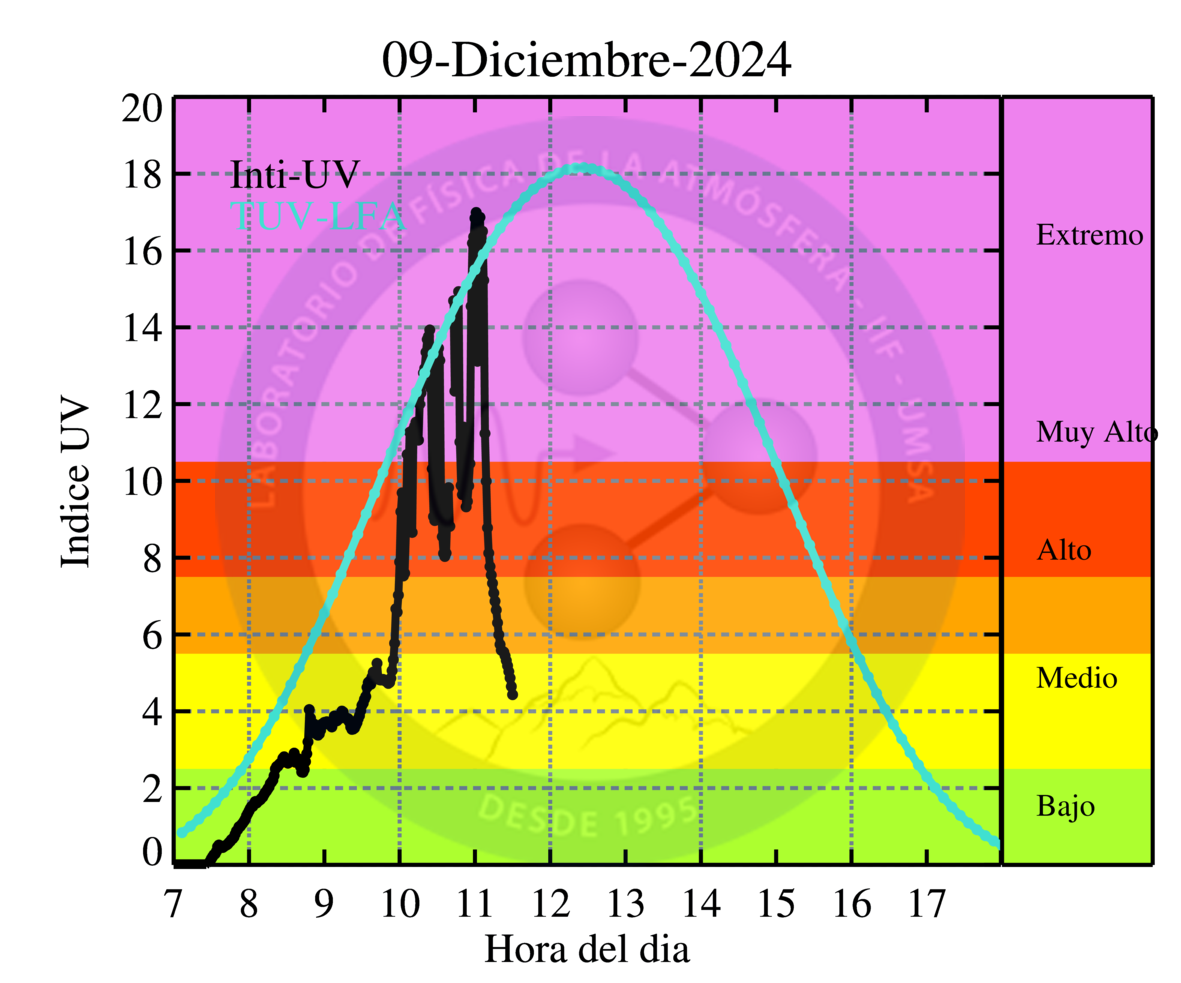 09-Diciembre-2024
Inti-UV
TUV-LFA
20
18
16
14
12
10
8
6
4
2
0
Indice UV
7 8 9 10 11 12 13 14 15 16 17
Hora del dia
Extremo
Muy Alto
Alto
Medio
Bajo
LABORATORIO DE FÍSICA DE LA ATMÓSFERA - IIF - UMSA
DESDE 1995